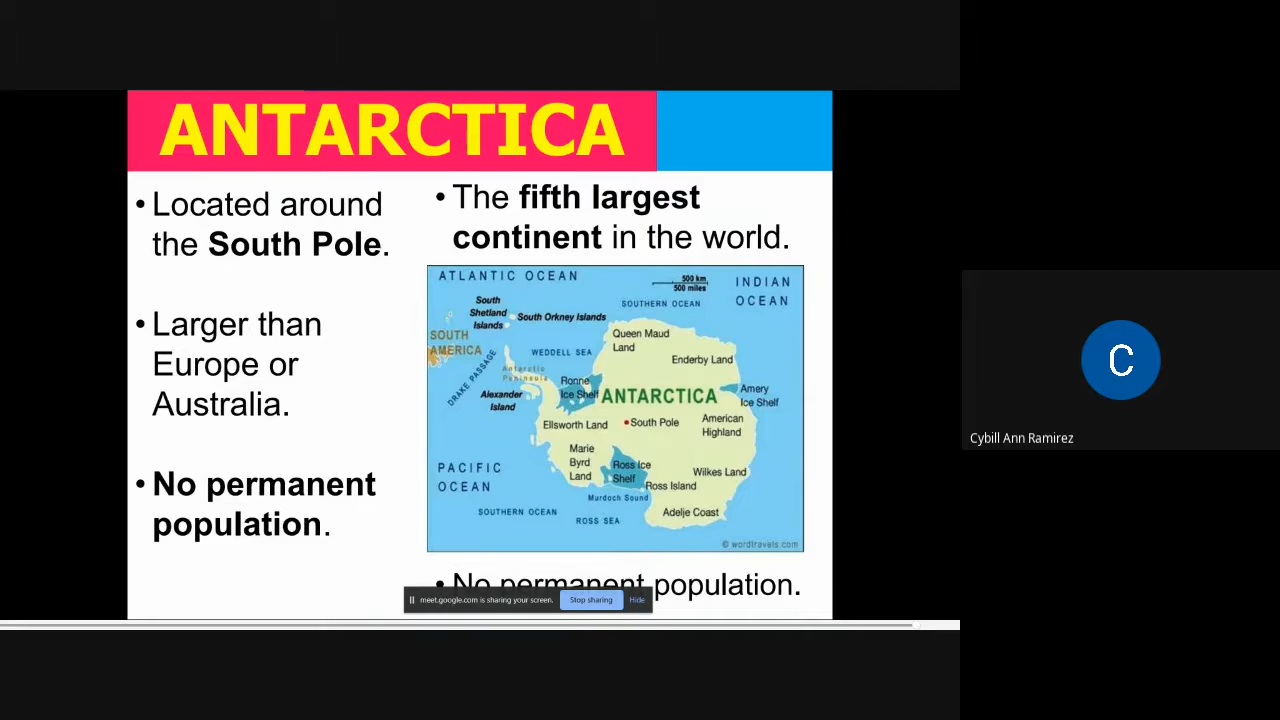 ANTARCTICA
• Located around
the South Pole.
• Larger than
Europe or
Australia.
• No permanent
population.
• The fifth largest
continent in the world.
ATLANTIC OCEAN
500 km
500 miles
INDIAN
OCEAN
SOUTHERN OCEAN
South
Shetland
Islands
South Orkney Islands
SOUTH
AMERICA
DRAKE PASSAGE
WEDDELL SEA
Queen Maud
Land
Enderby Land
Antarctic
Peninsula
Ronne
Ice Shelf
ANTARCTICA
Amery
Ice Shelf
Alexander
Island
Ellsworth Land
South Pole
American
Highland
Marie
Byrd
Land
Ross Ice
Shelf
Wilkes Land
Ross Island
PACIFIC
OCEAN
Murdoch Sound
SOUTHERN OCEAN
ROSS SEA
Adelje Coast
© wordtravels.com
• No permanent population.
meet.google.com is sharing your screen.
Stop sharing
Hide
C
Cybill Ann Ramirez